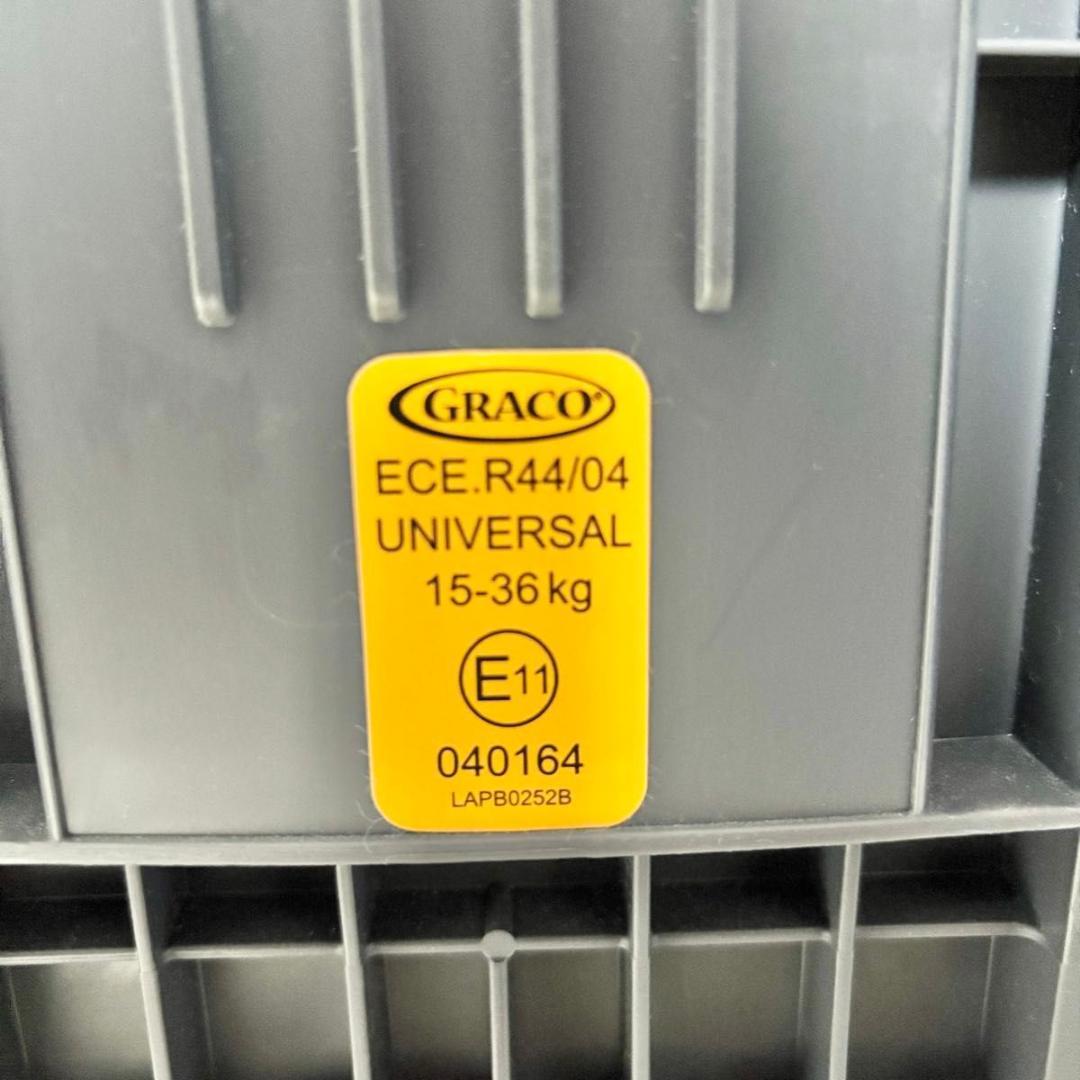 GRACO®
ECE.R44/04
UNIVERSAL
15-36 kg
E11
040164
LAPB0252B